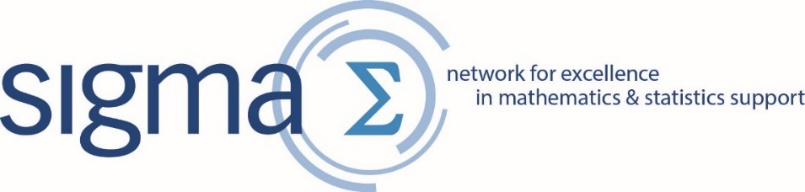 sigma Σ
network for excellence
in mathematics & statistics support